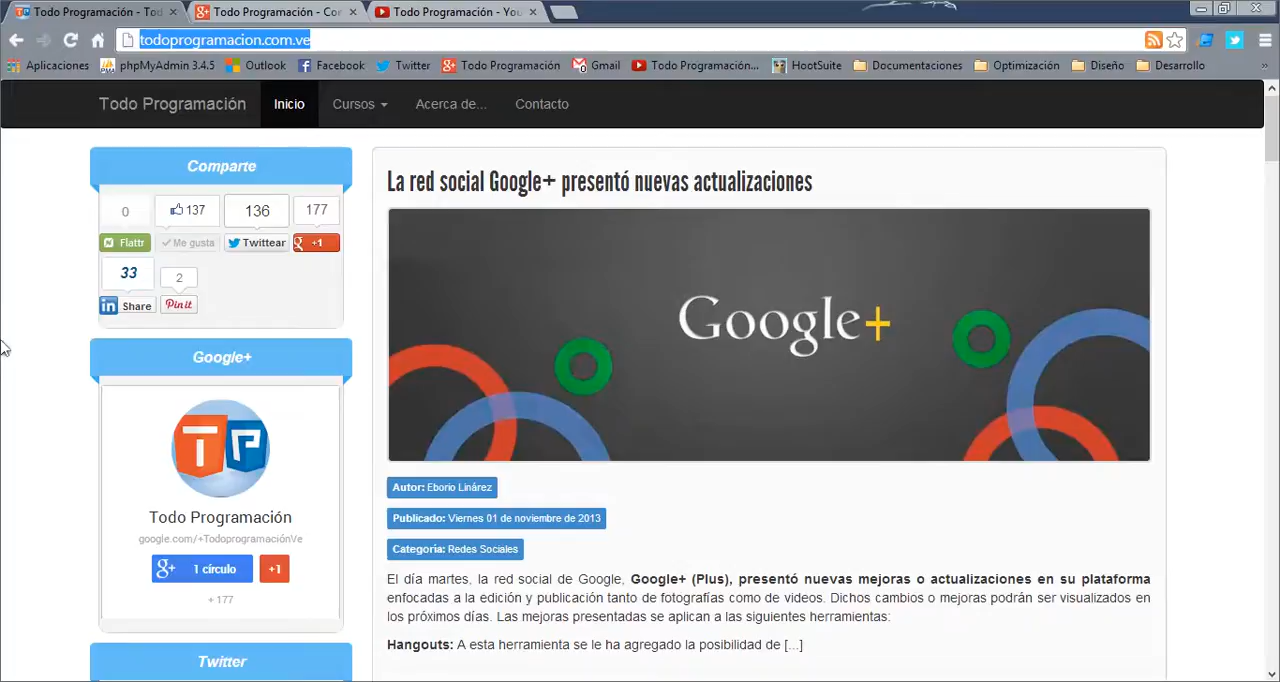 Todo Programación - Tod
Todo Programación - Cor
Todo Programación - You
todoprogramacion.com.ve
Aplicaciones phpMyAdmin 3.4.5 Outlook Facebook Twitter Todo Programación Gmail Todo Programación... HootSuite Documentaciones Optimización Diseño Desarrollo »
Todo Programación Inicio Cursos Acerca de... Contacto
Comparte
0 137 136 177
Flattr Me gusta Twittear +1
33 2
in Share Pin it
Google+
TP
Todo Programación
google.com/+TodoprogramaciónVe
g+ 1 círculo +1
+ 177
Twitter
La red social Google+ presentó nuevas actualizaciones
Google+
Autor: Eborio Linárez
Publicado: Viernes 01 de noviembre de 2013
Categoría: Redes Sociales
El día martes, la red social de Google, Google+ (Plus), presentó nuevas mejoras o actualizaciones en su plataforma
enfocadas a la edición y publicación tanto de fotografías como de videos. Dichos cambios o mejoras podrán ser visualizados en
los próximos días. Las mejoras presentadas se aplican a las siguientes herramientas:
Hangouts: A esta herramienta se le ha agregado la posibilidad de [...]